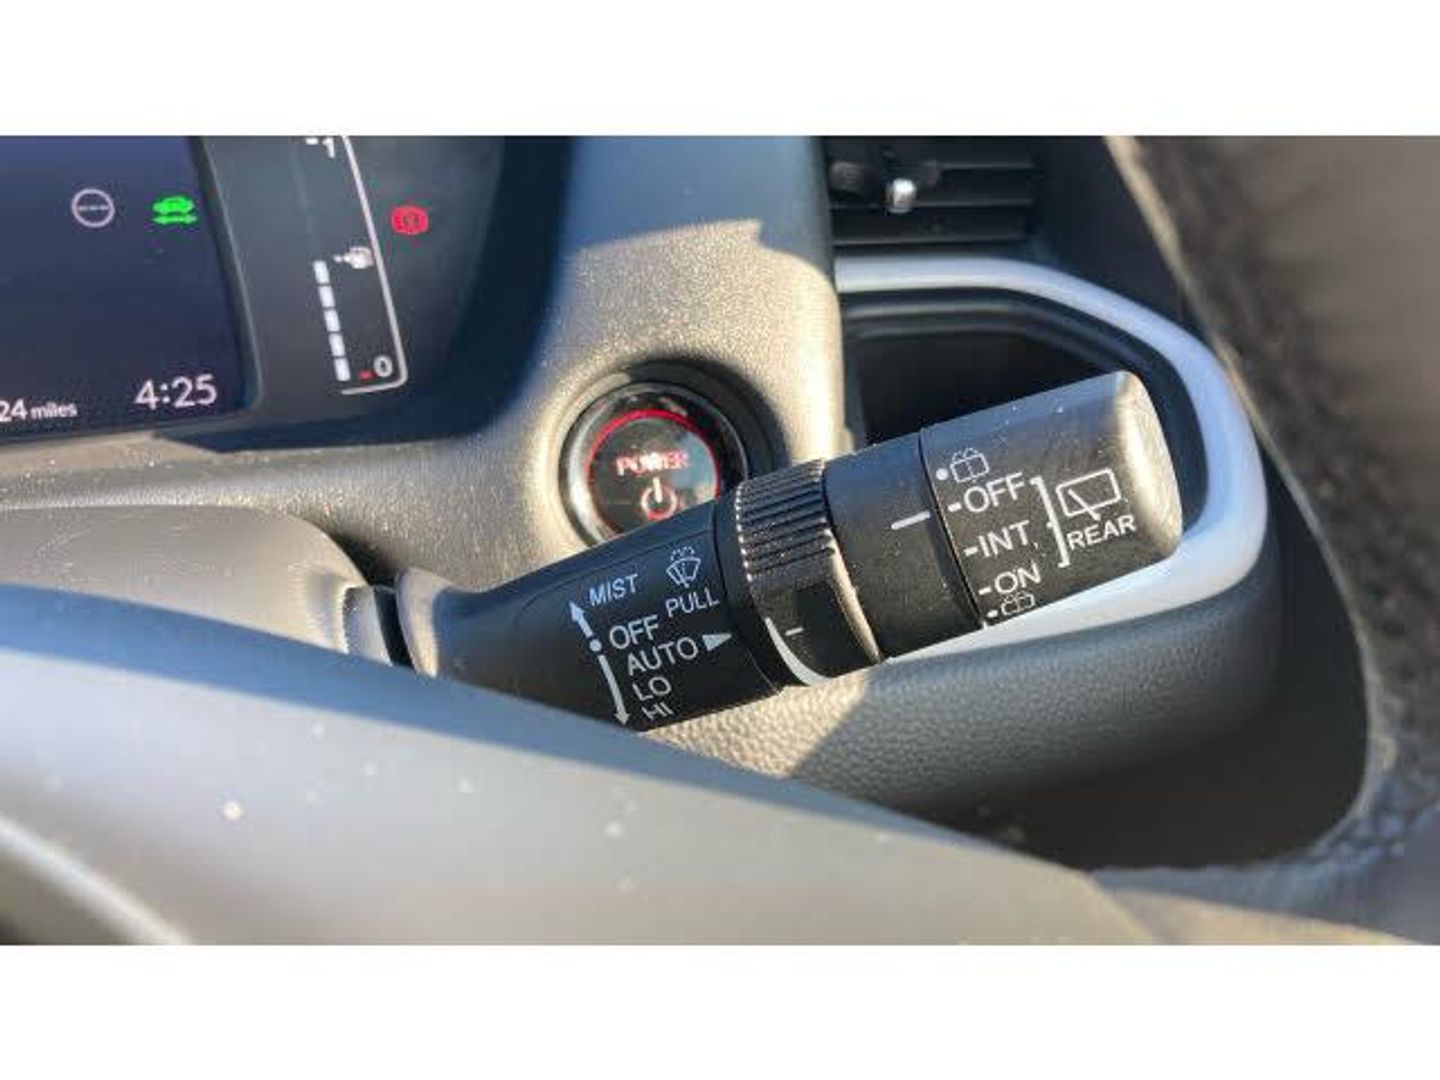 1
0
4:25
24 miles
POWER
MIST
PULL
OFF
AUTO
LO
HI
OFF
INT
ON
REAR